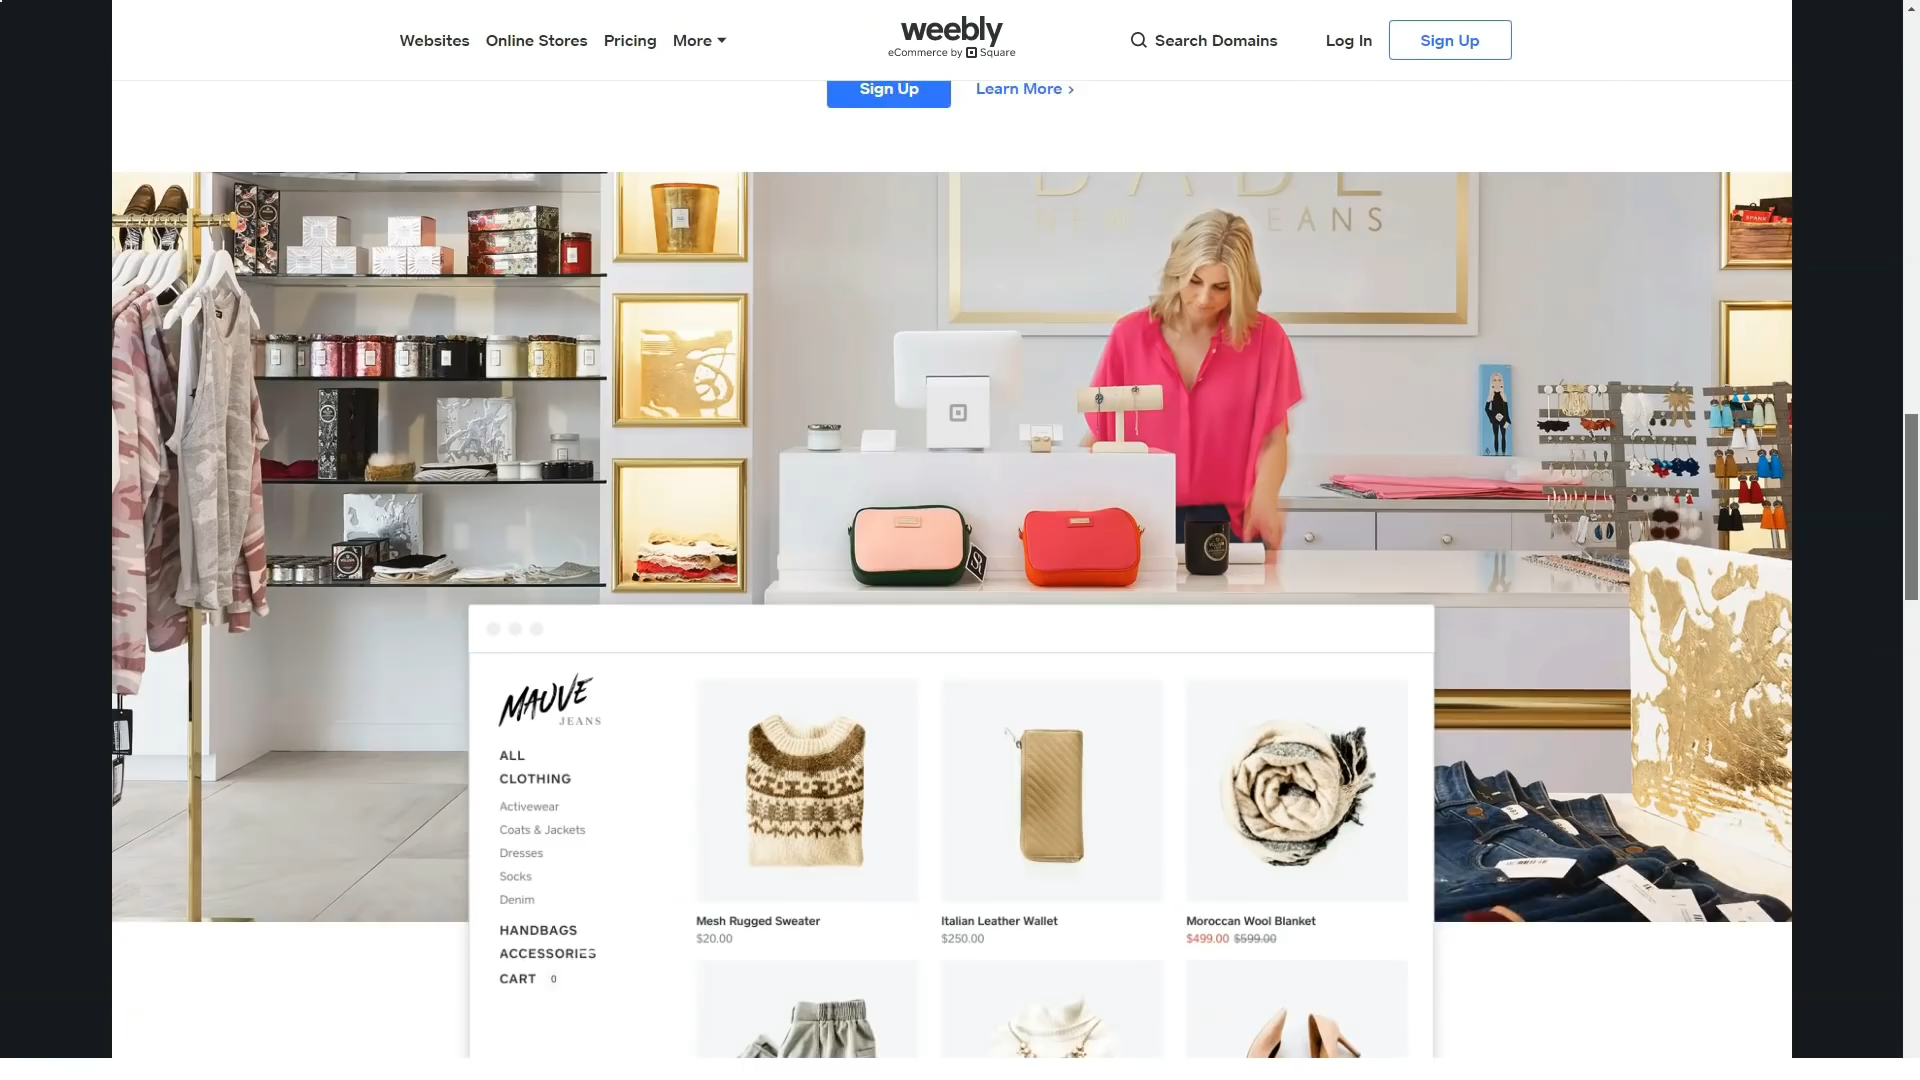 Websites
Online Stores
Pricing
More
weebly
eCommerce by Square
Search Domains
Log In
Sign Up
Sign Up
Learn More ›
EANS
MAUVE
JEANS
ALL
CLOTHING
Activewear
Coats & Jackets
Dresses
Socks
Denim
HANDBAGS
ACCESSORIES
CART 0
Mesh Rugged Sweater
$20.00
Italian Leather Wallet
$250.00
Moroccan Wool Blanket
$499.00 $599.00